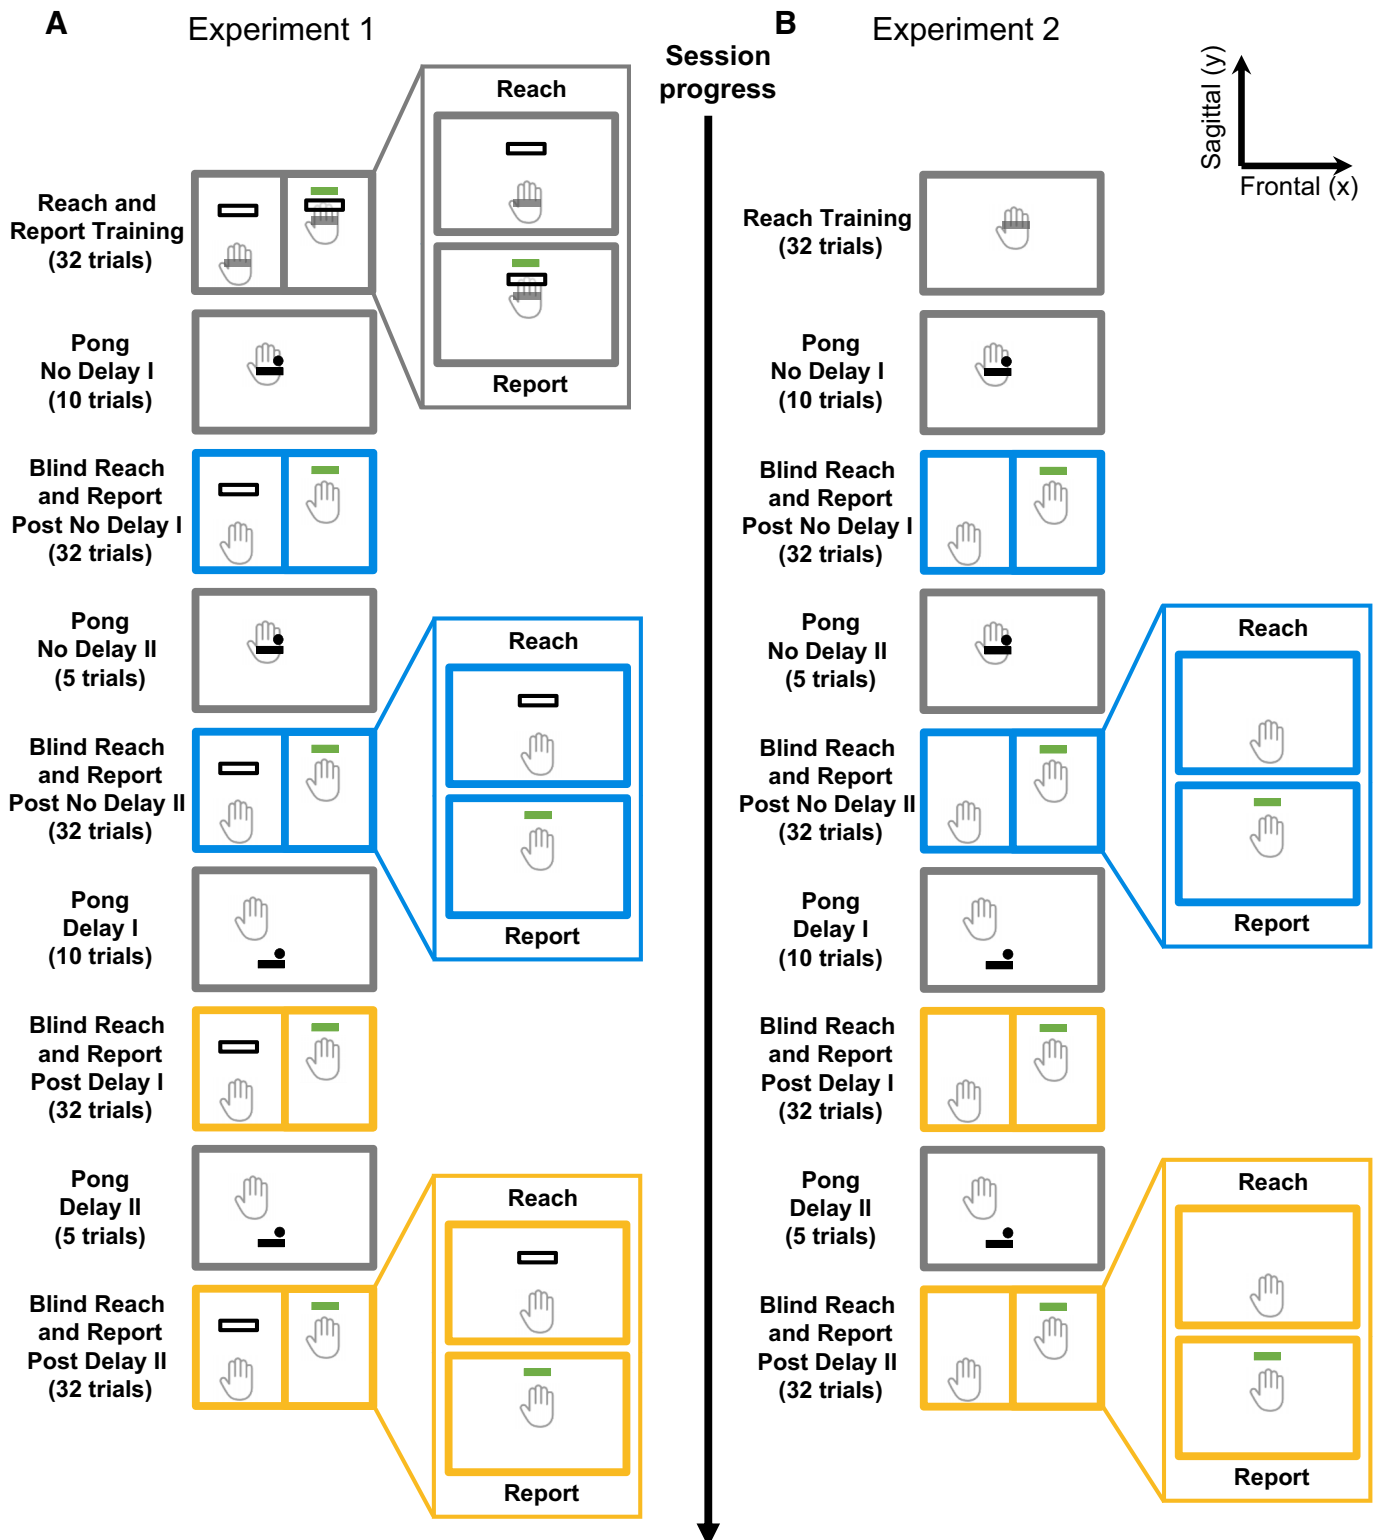 A
Experiment 1
Reach and
Report Training
(32 trials)
Reach
Report
Pong
No Delay I
(10 trials)
Blind Reach
and Report
Post No Delay I
(32 trials)
Pong
No Delay II
(5 trials)
Blind Reach
and Report
Post No Delay II
(32 trials)
Reach
Report
Pong
Delay I
(10 trials)
Blind Reach
and Report
Post Delay I
(32 trials)
Pong
Delay II
(5 trials)
Blind Reach
and Report
Post Delay II
(32 trials)
Reach
Report
Session
progress
B
Experiment 2
Sagittal (y)
Frontal (x)
Reach Training
(32 trials)
Pong
No Delay I
(10 trials)
Blind Reach
and Report
Post No Delay I
(32 trials)
Pong
No Delay II
(5 trials)
Blind Reach
and Report
Post No Delay II
(32 trials)
Reach
Report
Pong
Delay I
(10 trials)
Blind Reach
and Report
Post Delay I
(32 trials)
Pong
Delay II
(5 trials)
Blind Reach
and Report
Post Delay II
(32 trials)
Reach
Report